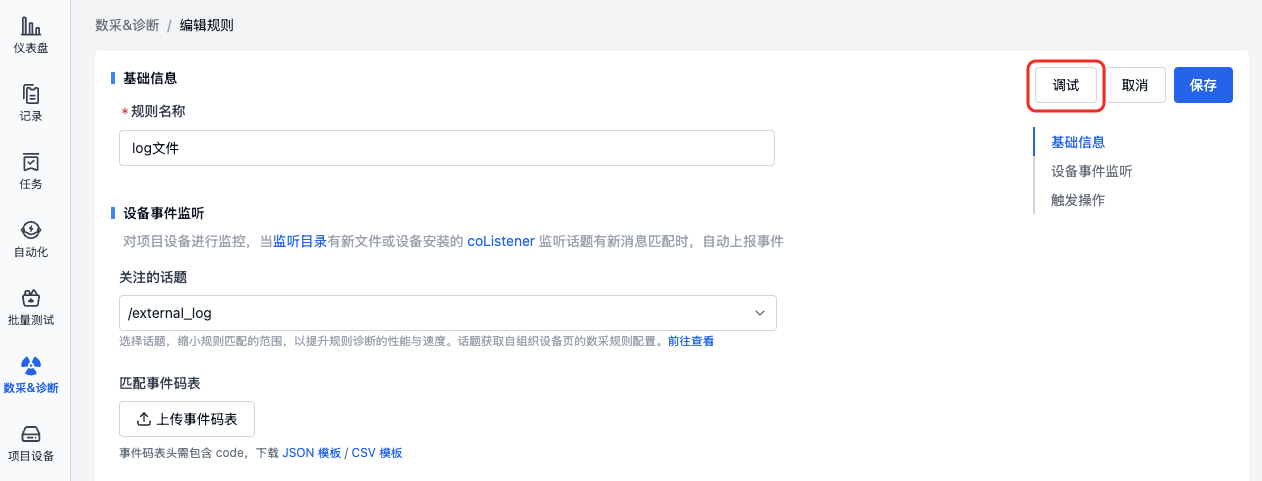 仪表盘
记录
任务
自动化
批量测试
数采&诊断
项目设备
数采&诊断 / 编辑规则
调试 取消 保存
基础信息
* 规则名称
log文件
基础信息
设备事件监听
触发操作
设备事件监听
对项目设备进行监控，当监听目录有新文件或设备安装的 coListener 监听话题有新消息匹配时，自动上报事件
关注的话题
/external_log
选择话题，缩小规则匹配的范围，以提升规则诊断的性能与速度。话题获取自组织设备页的数采规则配置。前往查看
匹配事件码表
上传事件码表
事件码表头需包含 code，下载 JSON 模板 / CSV 模板